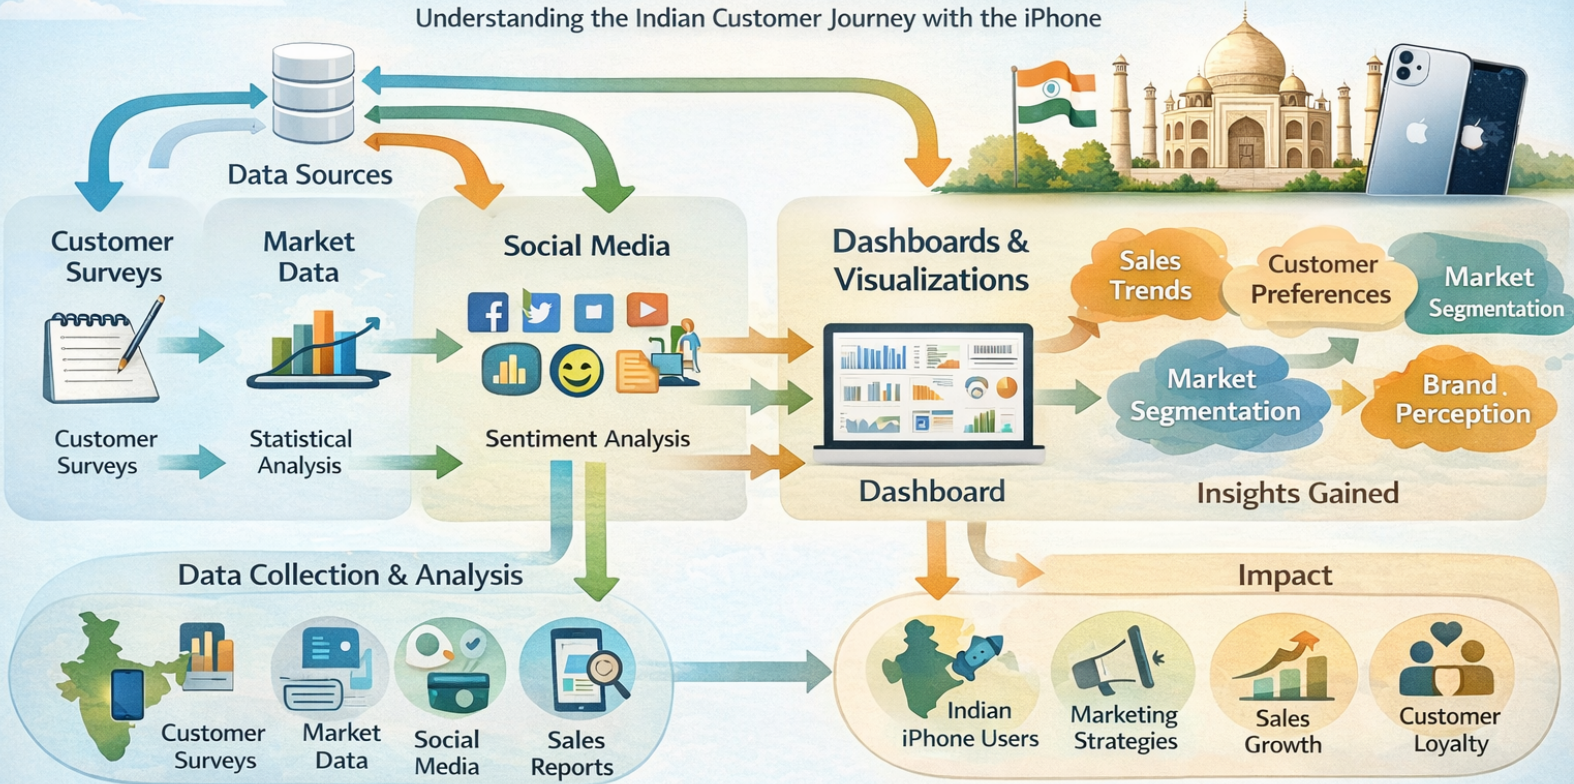 Understanding the Indian Customer Journey with the iPhone
Data Sources
Customer
Surveys
Market
Data
Social Media
Dashboards &
Visualizations
Sales
Trends
Customer
Preferences
Market
Segmentation
Market
Segmentation
Brand.
Perception
Customer
Surveys
Statistical
Analysis
Sentiment Analysis
Dashboard
Insights Gained
Data Collection & Analysis
Customer
Surveys
Market
Data
Social
Media
Sales
Reports
Impact
Indian
iPhone Users
Marketing
Strategies
Sales
Growth
Customer
Loyalty